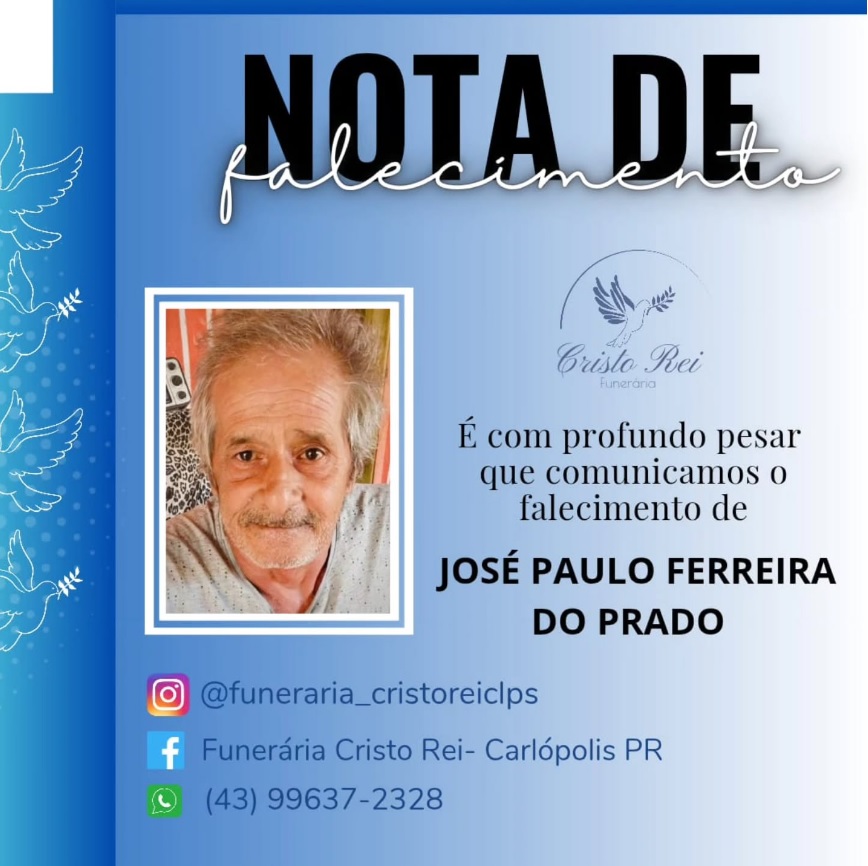 NOTA DE
falecimento
Cristo Rei
Funerária
É com profundo pesar
que comunicamos o
falecimento de
JOSÉ PAULO FERREIRA
DO PRADO
@funeraria_cristoreiclps
Funerária Cristo Rei- Carlópolis PR
(43) 99637-2328